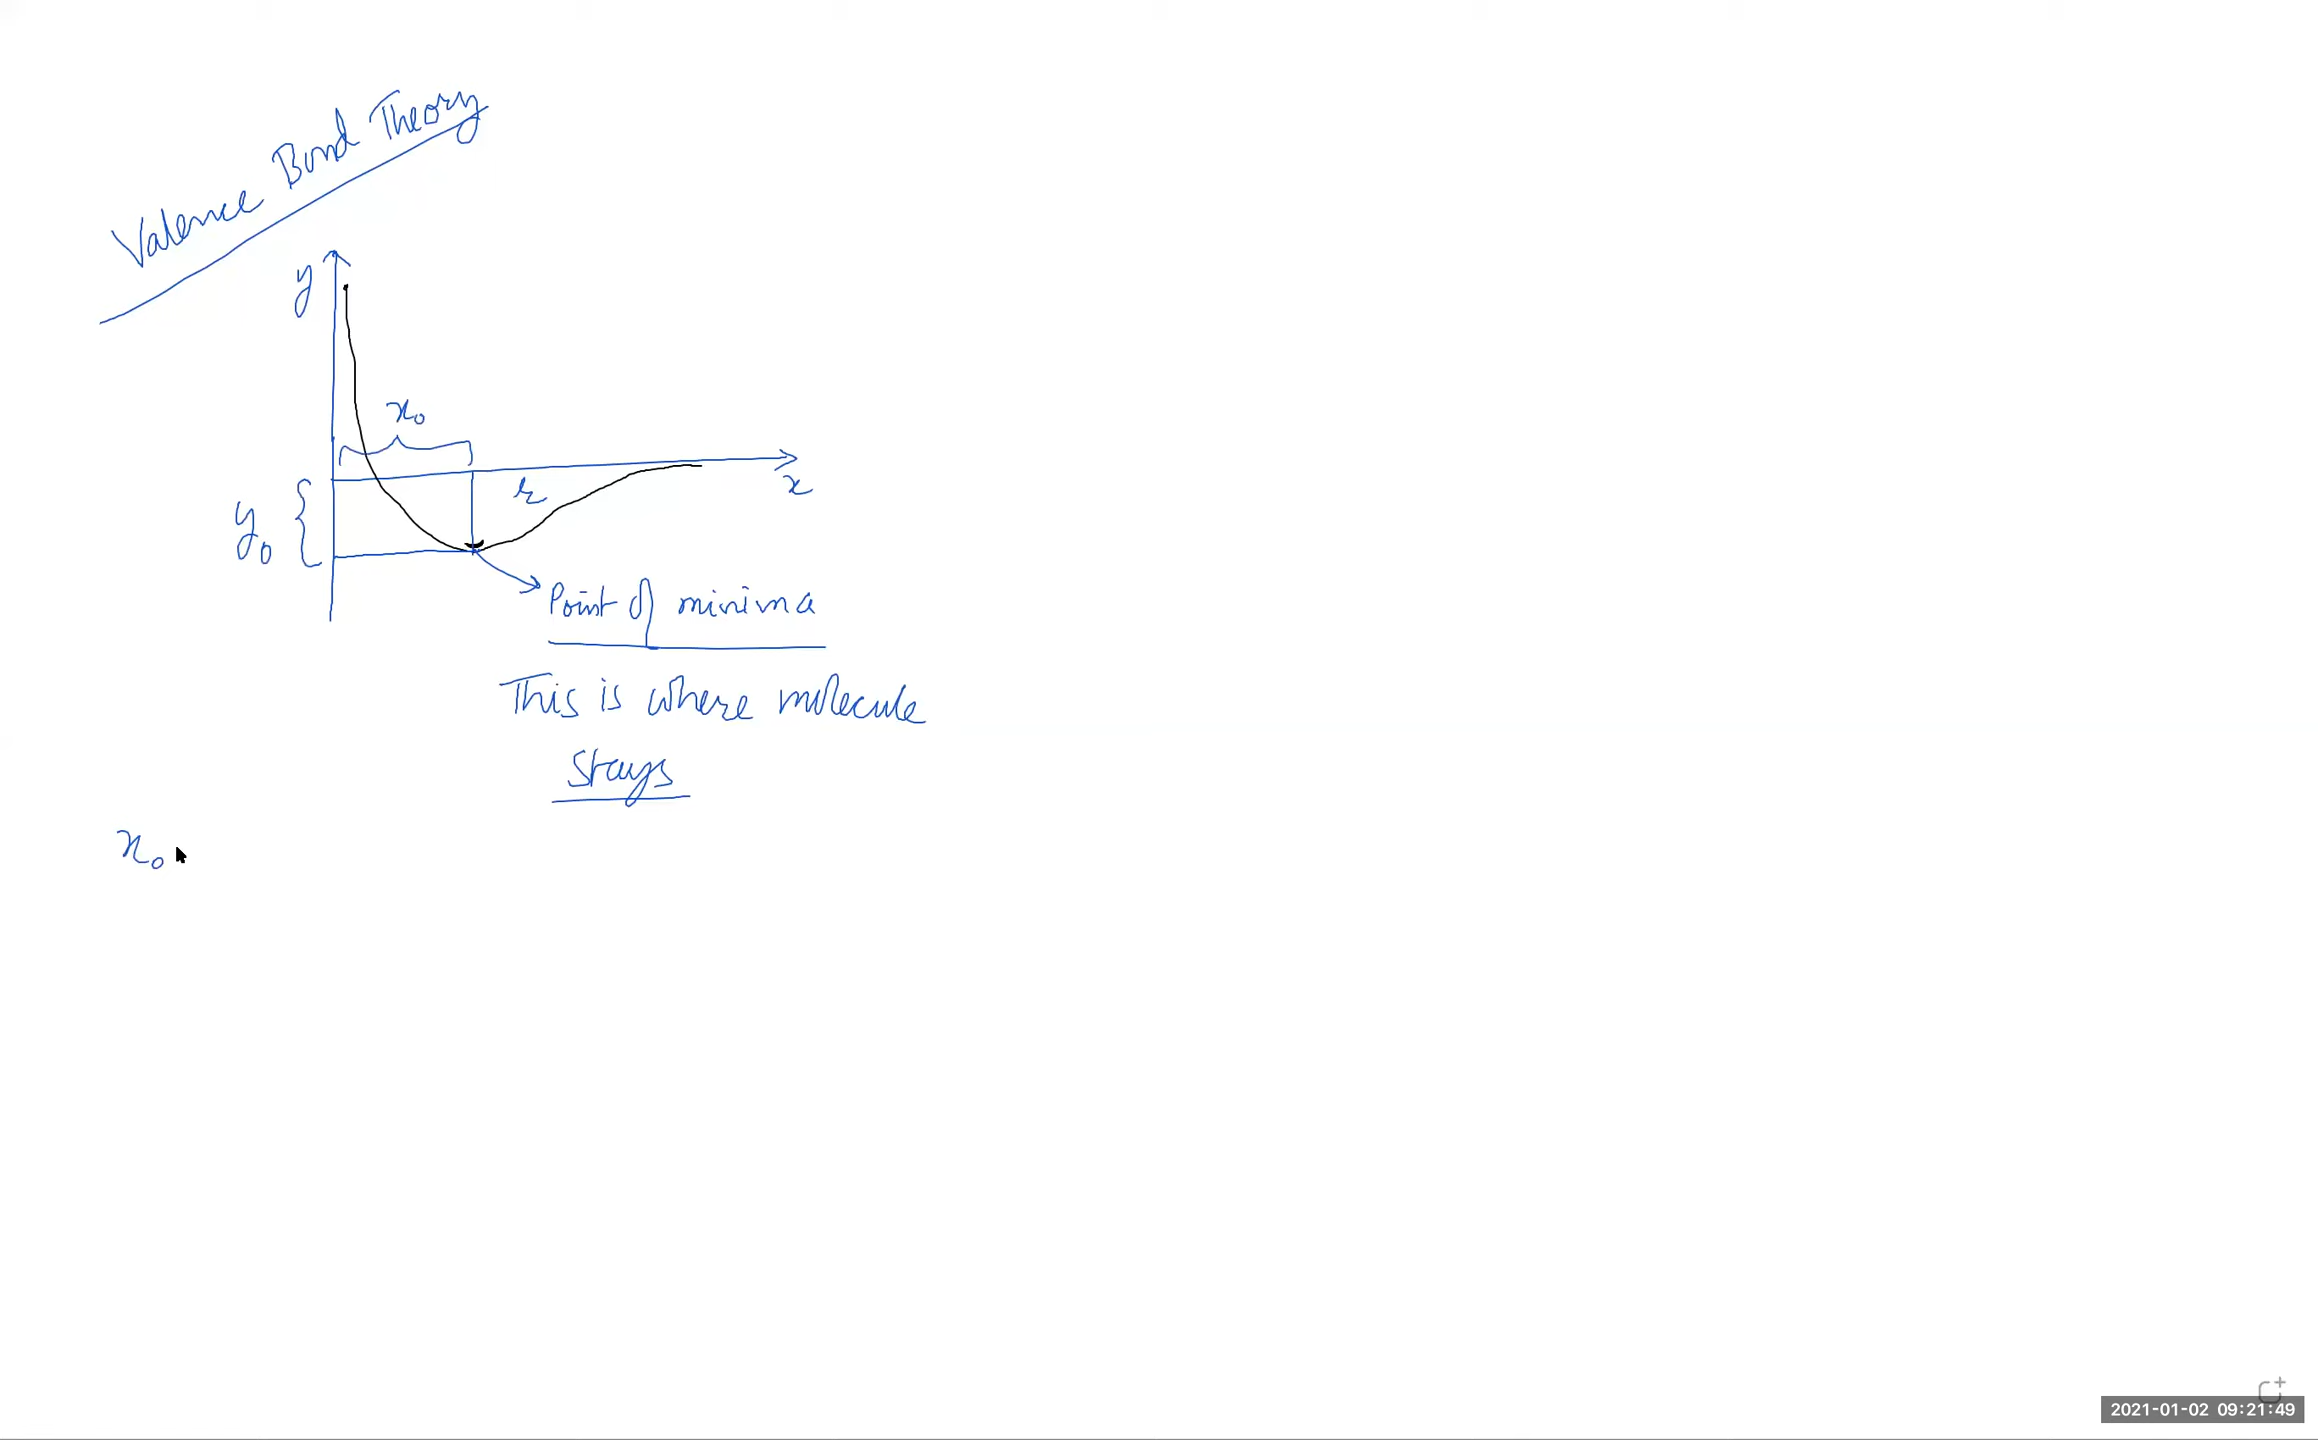 Valence Bond Theory
y
x₀
x
r
y₀
Point of minima
This is where molecule
stays
x₀
2021-01-02 09:21:49